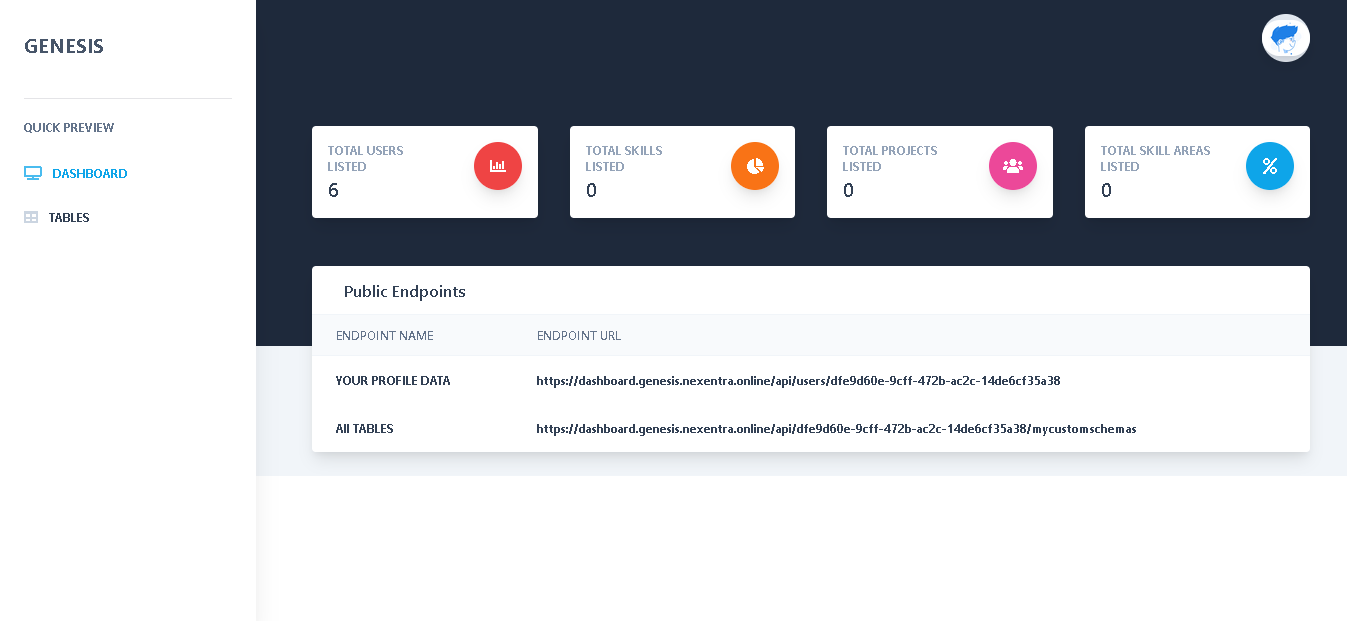 GENESIS
QUICK PREVIEW
DASHBOARD
TABLES
TOTAL USERS
LISTED
6
TOTAL SKILLS
LISTED
0
TOTAL PROJECTS
LISTED
0
TOTAL SKILL AREAS
LISTED
0
Public Endpoints
ENDPOINT NAME ENDPOINT URL
YOUR PROFILE DATA https://dashboard.genesis.nexentra.online/api/users/dfe9d60e-9cff-472b-ac2c-14de6cf35a38
All TABLES https://dashboard.genesis.nexentra.online/api/dfe9d60e-9cff-472b-ac2c-14de6cf35a38/mycustomschemas